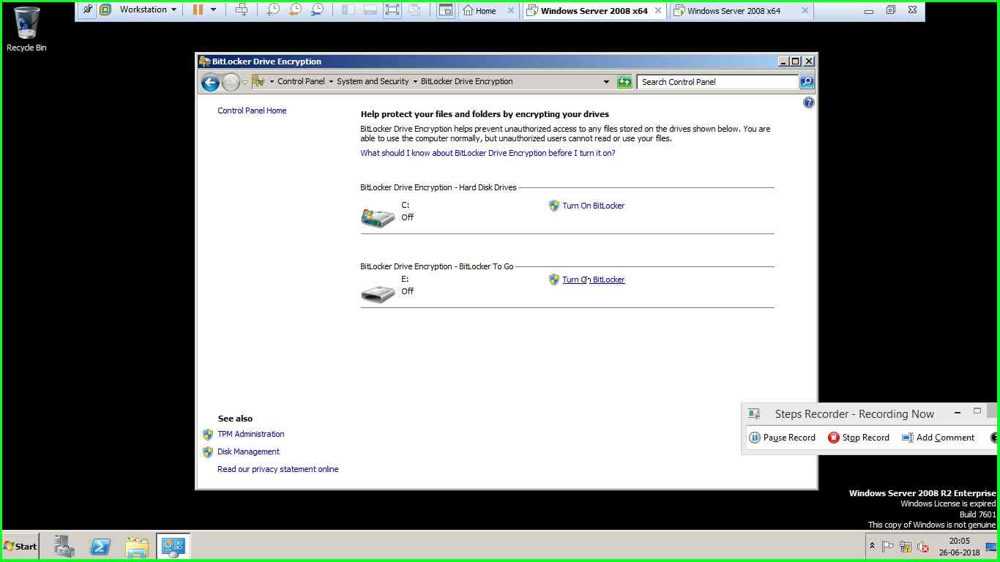 Workstation
Home
Windows Server 2008 x64
Windows Server 2008 x64
Recycle Bin
BitLocker Drive Encryption
Control Panel
System and Security
BitLocker Drive Encryption
Search Control Panel
Control Panel Home
Help protect your files and folders by encrypting your drives
BitLocker Drive Encryption helps prevent unauthorized access to any files stored on the drives shown below. You are
able to use the computer normally, but unauthorized users cannot read or use your files.
What should I know about BitLocker Drive Encryption before I turn it on?
BitLocker Drive Encryption - Hard Disk Drives
C:
Off
Turn On BitLocker
BitLocker Drive Encryption - BitLocker To Go
E:
Off
Turn On BitLocker
See also
TPM Administration
Disk Management
Read our privacy statement online
Steps Recorder - Recording Now
Pause Record
Stop Record
Add Comment
Windows Server 2008 R2 Enterprise
Windows License is expired
Build 7601
This copy of Windows is not genuine
Start
20:05
26-06-2018